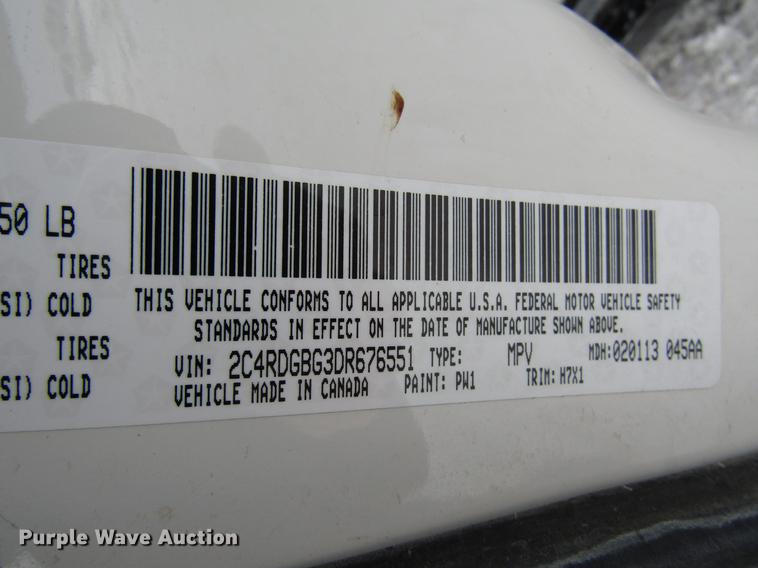 50 LB
TIRES
SI) COLD
TIRES
SI) COLD
THIS VEHICLE CONFORMS TO ALL APPLICABLE U.S.A. FEDERAL MOTOR VEHICLE SAFETY
STANDARDS IN EFFECT ON THE DATE OF MANUFACTURE SHOWN ABOVE.
VIN: 2C4RDGBG3DR676551 TYPE: MPV MDH:020113 045AA
VEHICLE MADE IN CANADA PAINT: PW1 TRIM: H7X1
Purple Wave Auction